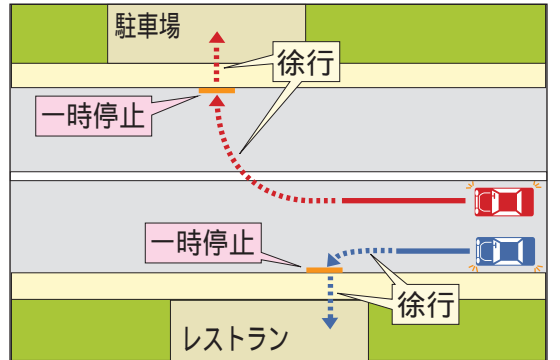 駐車場
徐行
一時停止
一時停止
徐行
レストラン